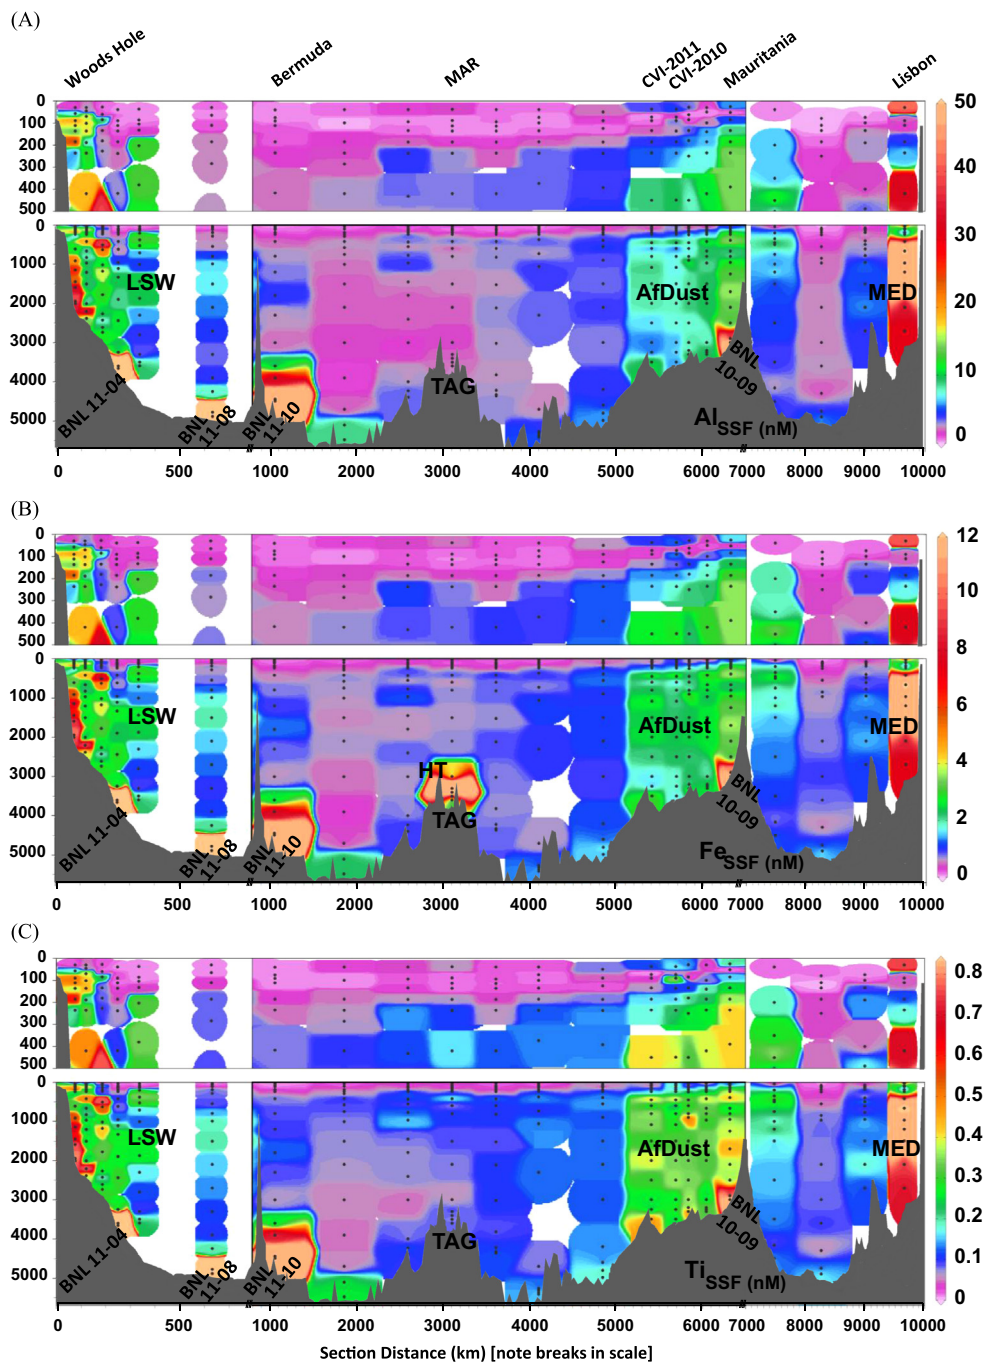 (A)
Woods Hole
Bermuda
MAR
CVI-2011
CVI-2010
Mauritania
Lisbon
0
100
200
300
400
500
0
1000
2000
3000
4000
5000
LSW
AfDust
MED
TAG
BNL 11-04
BNL 11-08
BNL 11-10
BNL 10-09
Al SSF (nM)
50
40
30
20
10
0
0 500 1000 2000 3000 4000 5000 6000 7000 8000 9000 10000
(B)
0
100
200
300
400
500
0
1000
2000
3000
4000
5000
LSW
HT
AfDust
MED
TAG
BNL 11-04
BNL 11-08
BNL 11-10
BNL 10-09
Fe SSF (nM)
12
10
8
6
4
2
0
0 500 1000 2000 3000 4000 5000 6000 7000 8000 9000 10000
(C)
0
100
200
300
400
500
0
1000
2000
3000
4000
5000
LSW
AfDust
MED
TAG
BNL 11-04
BNL 11-08
BNL 11-10
BNL 10-09
Ti SSF (nM)
0.8
0.7
0.6
0.5
0.4
0.3
0.2
0.1
0
0 500 1000 2000 3000 4000 5000 6000 7000 8000 9000 10000
Section Distance (km) [note breaks in scale]